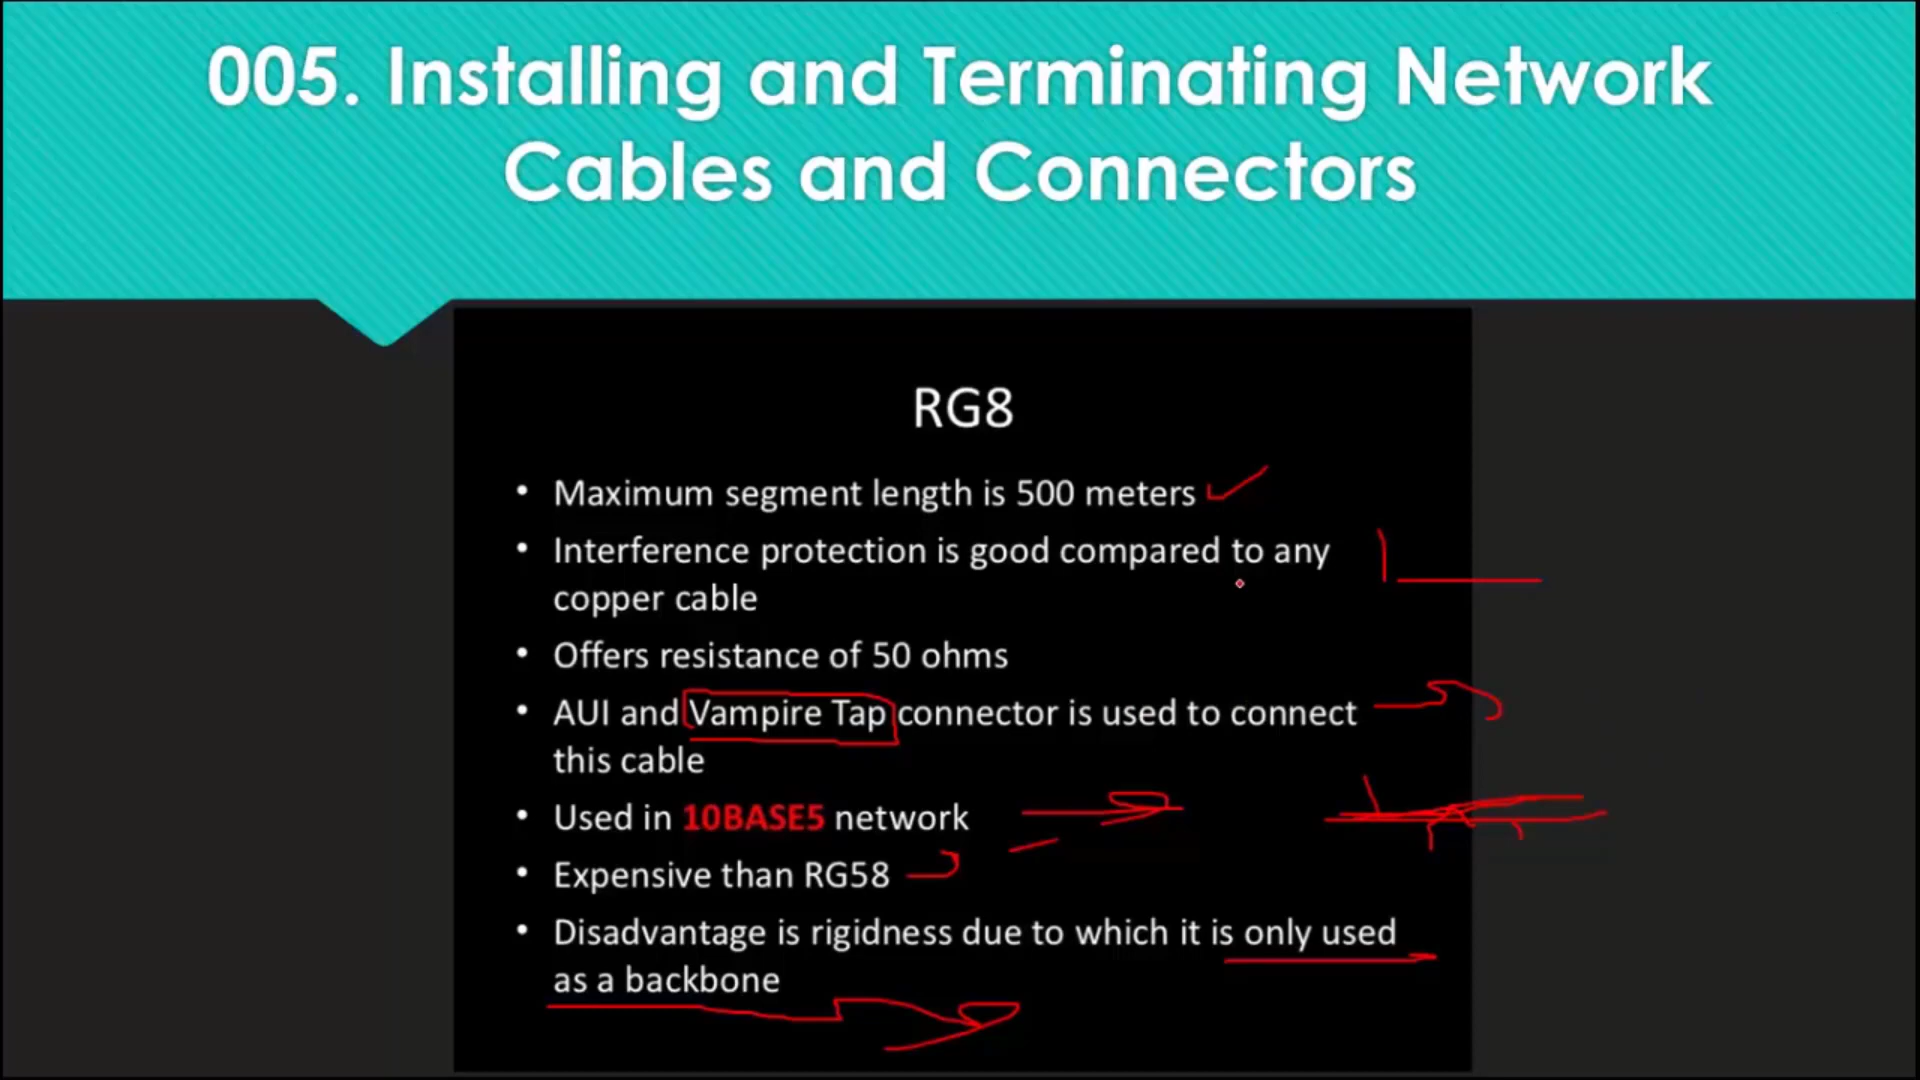 005. Installing and Terminating Network
Cables and Connectors
RG8
• Maximum segment length is 500 meters
• Interference protection is good compared to any
copper cable
• Offers resistance of 50 ohms
• AUI and Vampire Tap connector is used to connect
this cable
• Used in 10BASE5 network
• Expensive than RG58
• Disadvantage is rigidness due to which it is only used
as a backbone